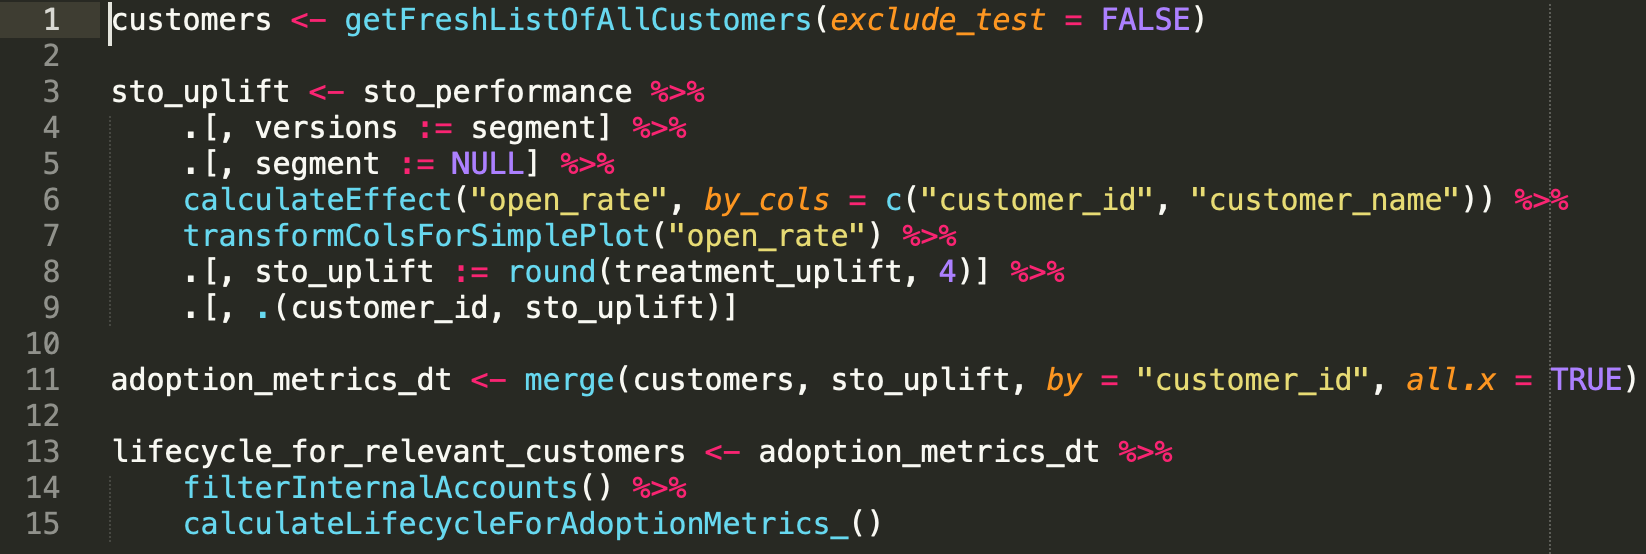 1 customers <- getFreshListOfAllCustomers(exclude_test = FALSE)
2
3 sto_uplift <- sto_performance %>%
4     .[, versions := segment] %>%
5     .[, segment := NULL] %>%
6     calculateEffect("open_rate", by_cols = c("customer_id", "customer_name")) %>%
7     transformColsForSimplePlot("open_rate") %>%
8     .[, sto_uplift := round(treatment_uplift, 4)] %>%
9     .[, .(customer_id, sto_uplift)]
10
11 adoption_metrics_dt <- merge(customers, sto_uplift, by = "customer_id", all.x = TRUE)
12
13 lifecycle_for_relevant_customers <- adoption_metrics_dt %>%
14     filterInternalAccounts() %>%
15     calculateLifecycleForAdoptionMetrics_()